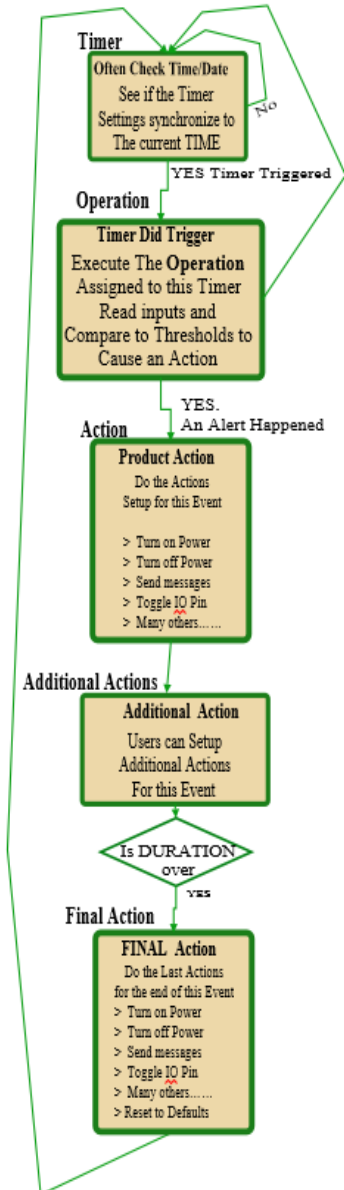 Timer
Often Check Time/Date
See if the Timer
Settings synchronize to
The current TIME
No
YES Timer Triggered
Operation
Timer Did Trigger
Execute The Operation
Assigned to this Timer
Read inputs and
Compare to Thresholds to
Cause an Action
YES.
An Alert Happened
Action
Product Action
Do the Actions
Setup for this Event
> Turn on Power
> Turn off Power
> Send messages
> Toggle IO Pin
> Many others......
Additional Actions
Additional Action
Users can Setup
Additional Actions
For this Event
Is DURATION
over
YES
Final Action
FINAL Action
Do the Last Actions
for the end of this Event
> Turn on Power
> Turn off Power
> Send messages
> Toggle IO Pin
> Many others......
> Reset to Defaults